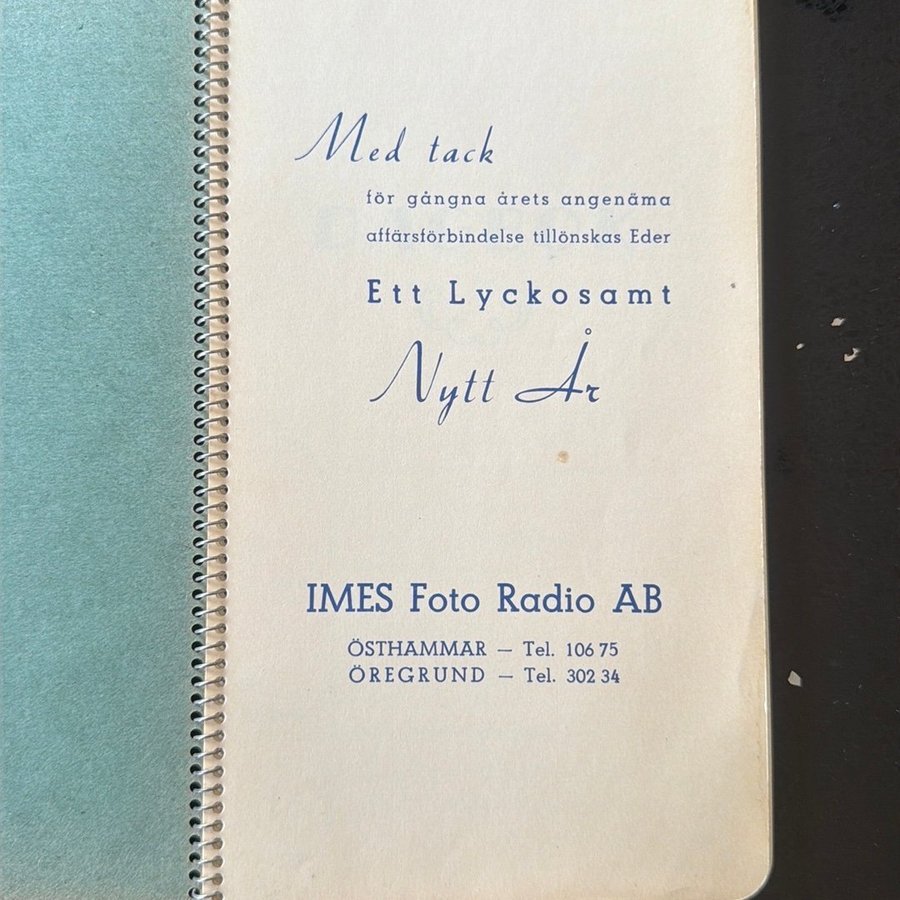 Med tack
för gångna årets angenäma
affärsförbindelse tillönskas Eder
Ett Lyckosamt
Nytt År
IMES Foto Radio AB
ÖSTHAMMAR — Tel. 106 75
ÖREGRUND — Tel. 302 34